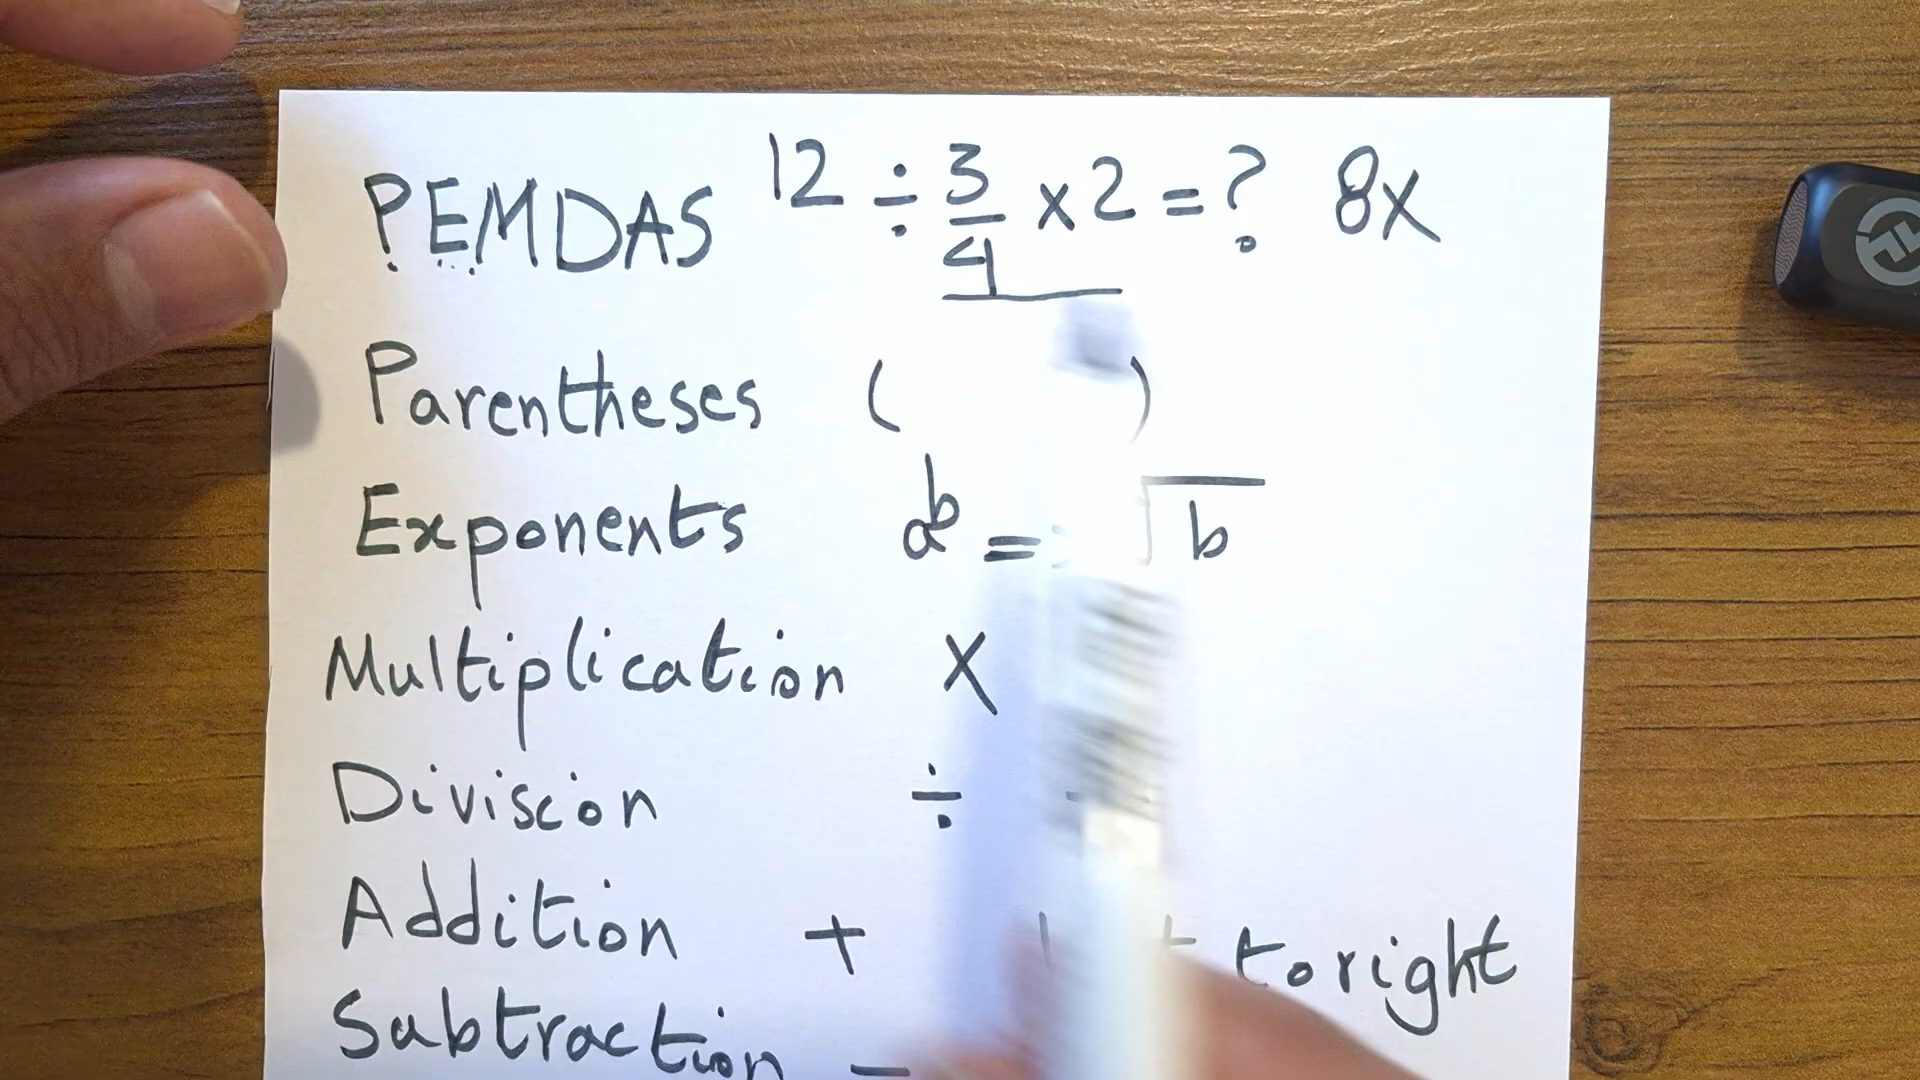 PEMDAS 12 ÷ 3/4 x 2 = ? 8x
Parentheses ( )
Exponents a^b = √b
Multiplication x
Division ÷
Addition + to right
Subtraction −